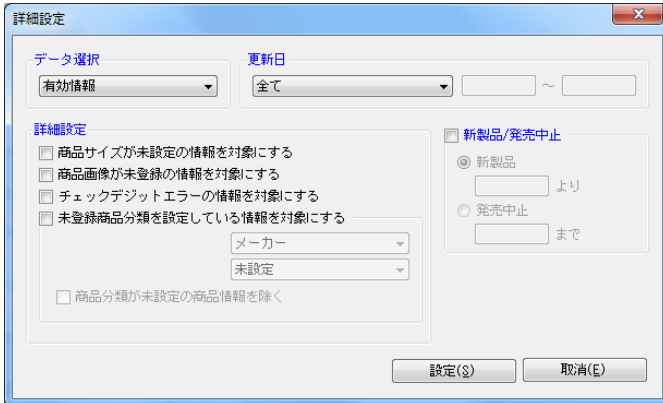 詳細設定
データ選択
更新日
有効情報
全て
～
詳細設定
商品サイズが未設定の情報を対象にする
商品画像が未登録の情報を対象にする
チェックデジットエラーの情報を対象にする
未登録商品分類を設定している情報を対象にする
メーカー
未設定
商品分類が未設定の商品情報を除く
新製品/発売中止
新製品
より
発売中止
まで
設定(S)
取消(E)